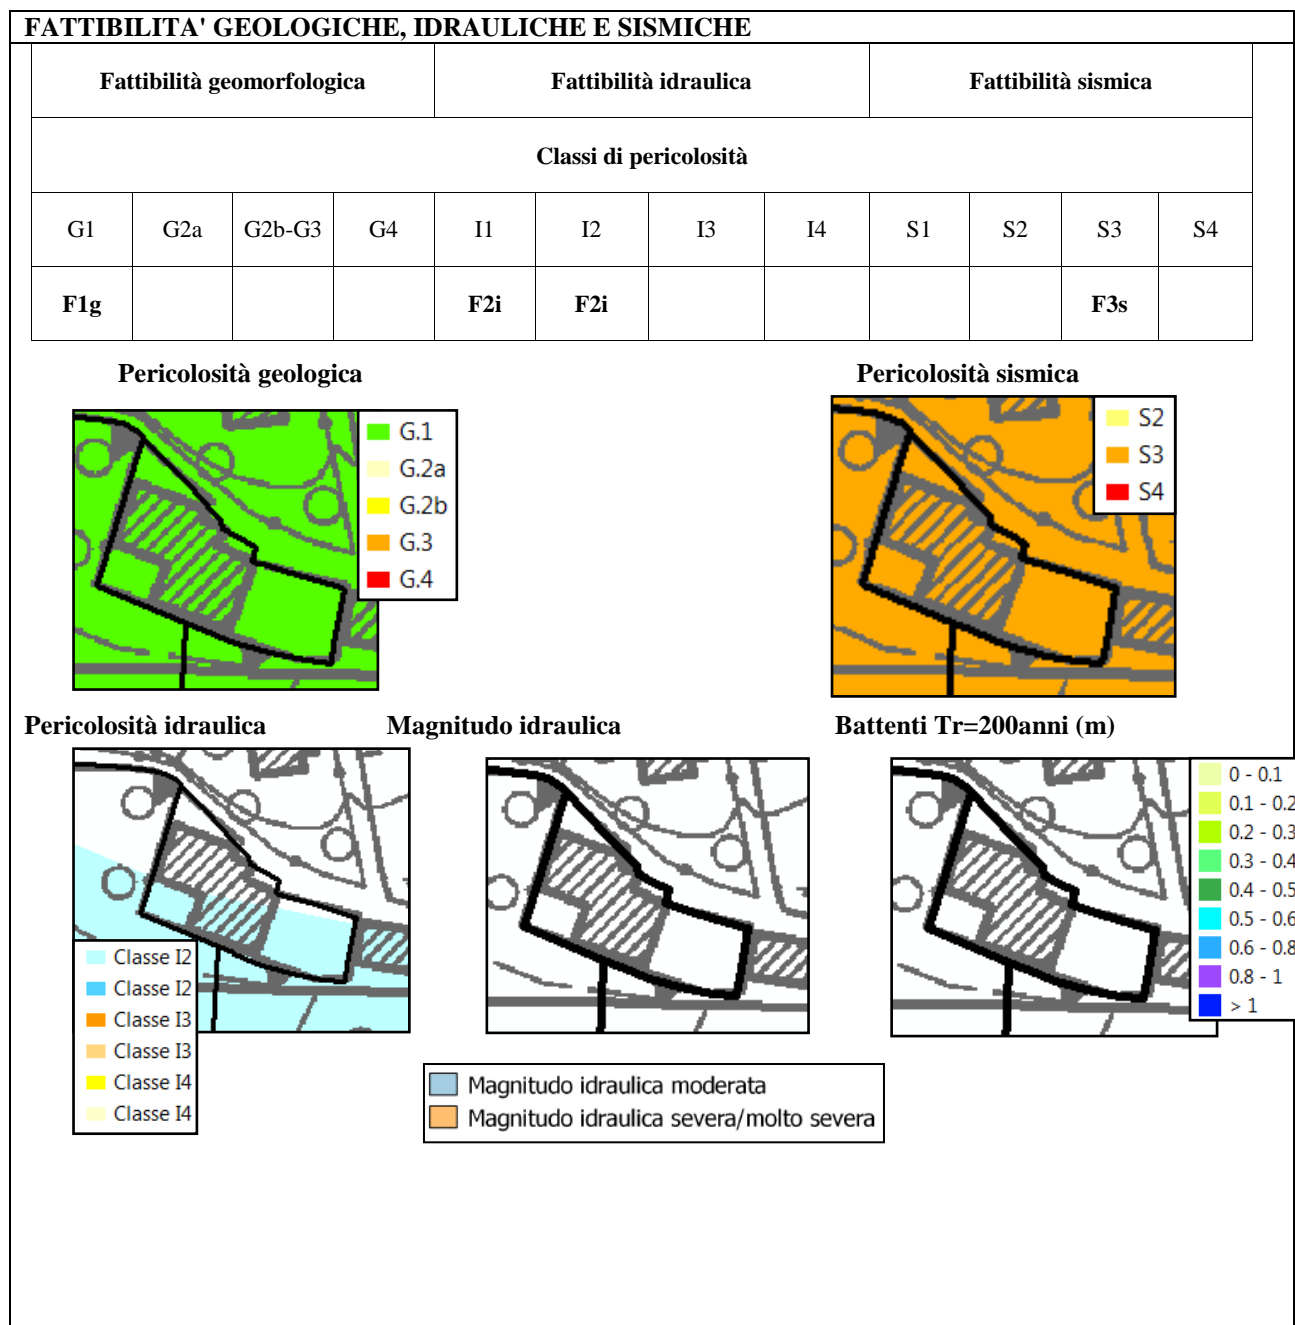 FATTIBILITA' GEOLOGICHE, IDRAULICHE E SISMICHE
Fattibilità geomorfologica Fattibilità idraulica Fattibilità sismica
Classi di pericolosità
G1 G2a G2b-G3 G4 I1 I2 I3 I4 S1 S2 S3 S4
F1g F2i F2i F3s
Pericolosità geologica Pericolosità sismica
G.1
G.2a
G.2b
G.3
G.4
S2
S3
S4
Pericolosità idraulica Magnitudo idraulica Battenti Tr=200anni (m)
Classe I2
Classe I2
Classe I3
Classe I3
Classe I4
Classe I4
0 - 0.1
0.1 - 0.2
0.2 - 0.3
0.3 - 0.4
0.4 - 0.5
0.5 - 0.6
0.6 - 0.8
0.8 - 1
> 1
Magnitudo idraulica moderata
Magnitudo idraulica severa/molto severa